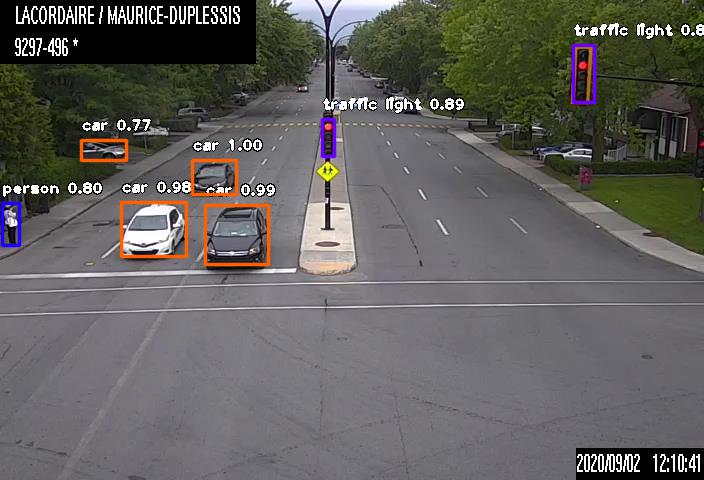 LACORDAIRE / MAURICE-DUPLESSIS
9297-496 *
traffic light 0.8
traffic light 0.89
car 0.77
car 1.00
person 0.80
car 0.98
car 0.99
2020/09/02 12:10:41